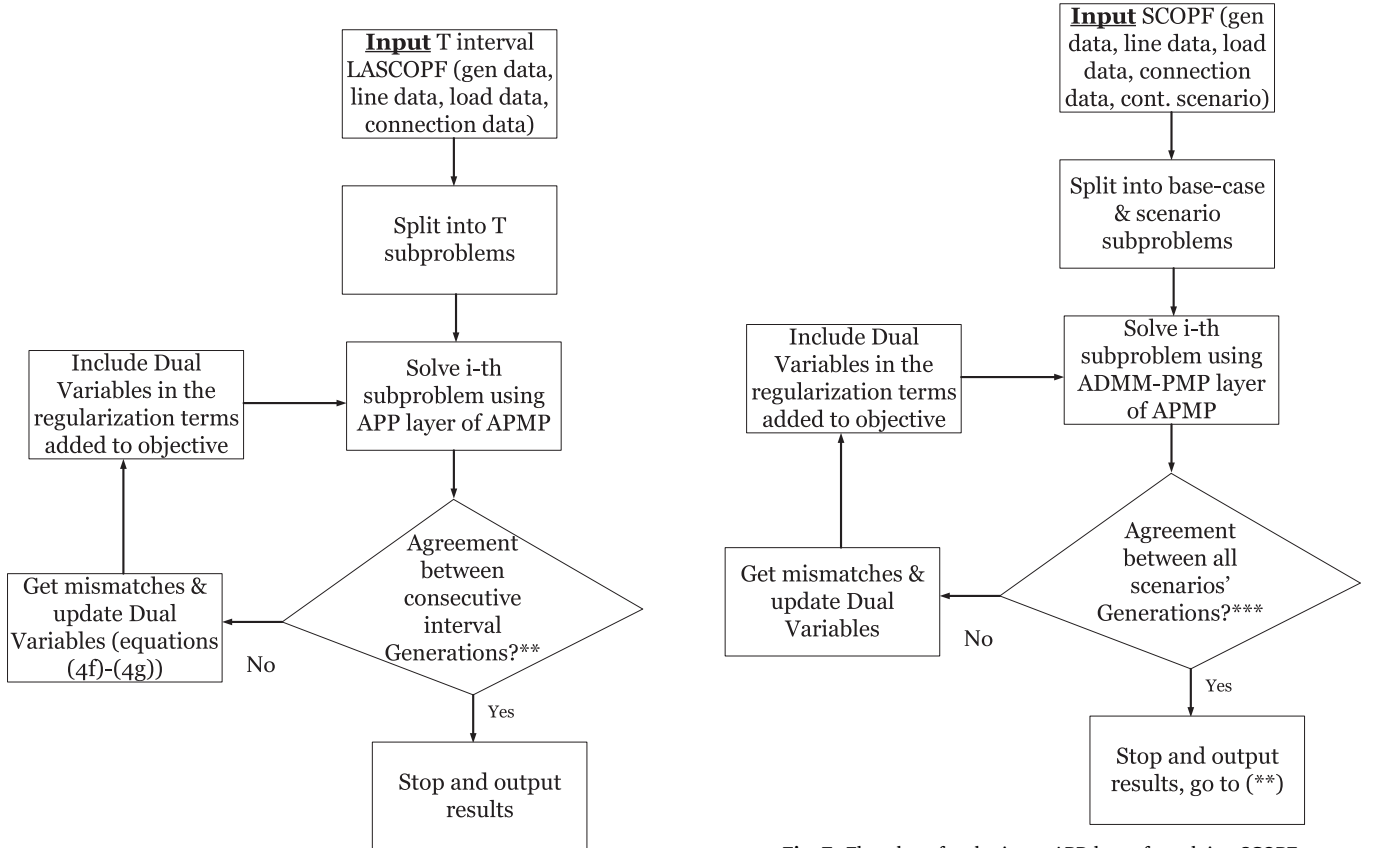 Input T interval
LASCOPF (gen data,
line data, load data,
connection data)
Split into T
subproblems
Include Dual
Variables in the
regularization terms
added to objective
Solve i-th
subproblem using
APP layer of APMP
Agreement
between
consecutive
interval
Generations?**
Get mismatches &
update Dual
Variables (equations
(4f)-(4g))
No
Yes
Stop and output
results
Input SCOPF (gen
data, line data, load
data, connection
data, cont. scenario)
Split into base-case
& scenario
subproblems
Include Dual
Variables in the
regularization terms
added to objective
Solve i-th
subproblem using
ADMM-PMP layer
of APMP
Agreement
between all
scenarios'
Generations?***
Get mismatches &
update Dual
Variables
No
Yes
Stop and output
results, go to (**)